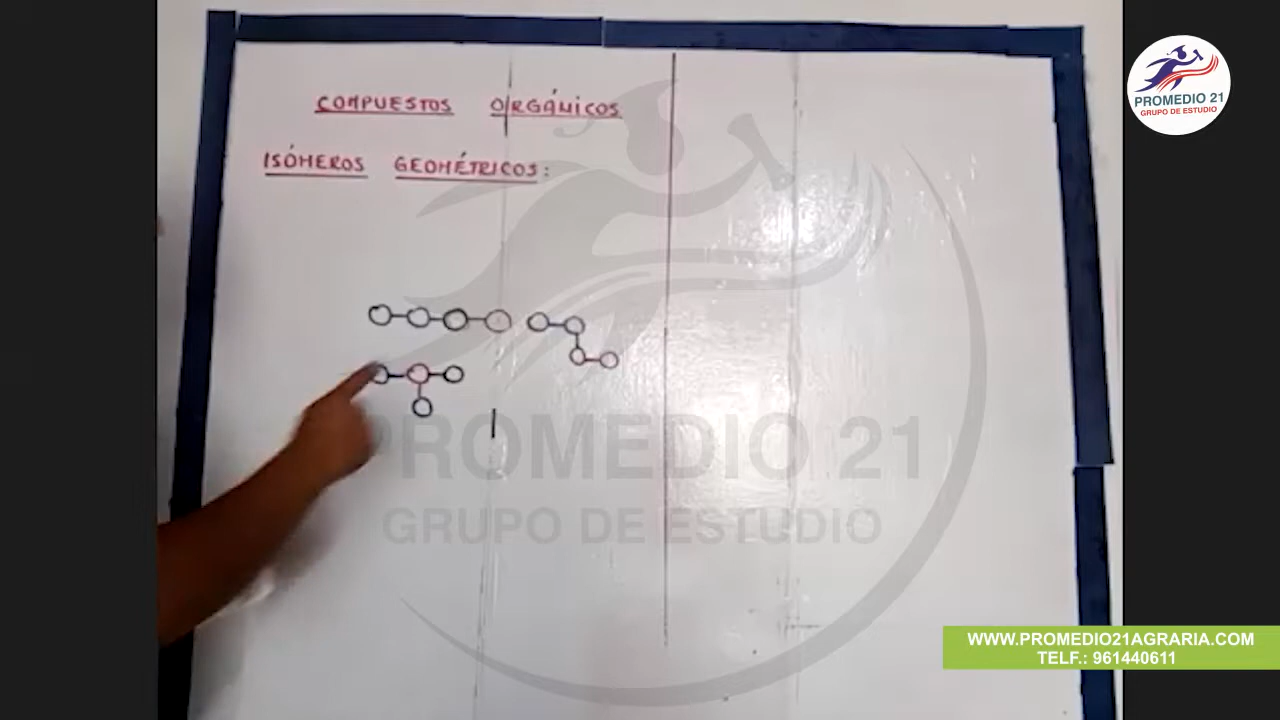 COMPUESTOS ORGÁNICOS
ISÓMEROS GEOMÉTRICOS:
PROMEDIO 21
GRUPO DE ESTUDIO
PROMEDIO 21
GRUPO DE ESTUDIO
WWW.PROMEDIO21AGRARIA.COM
TELF.: 961440611